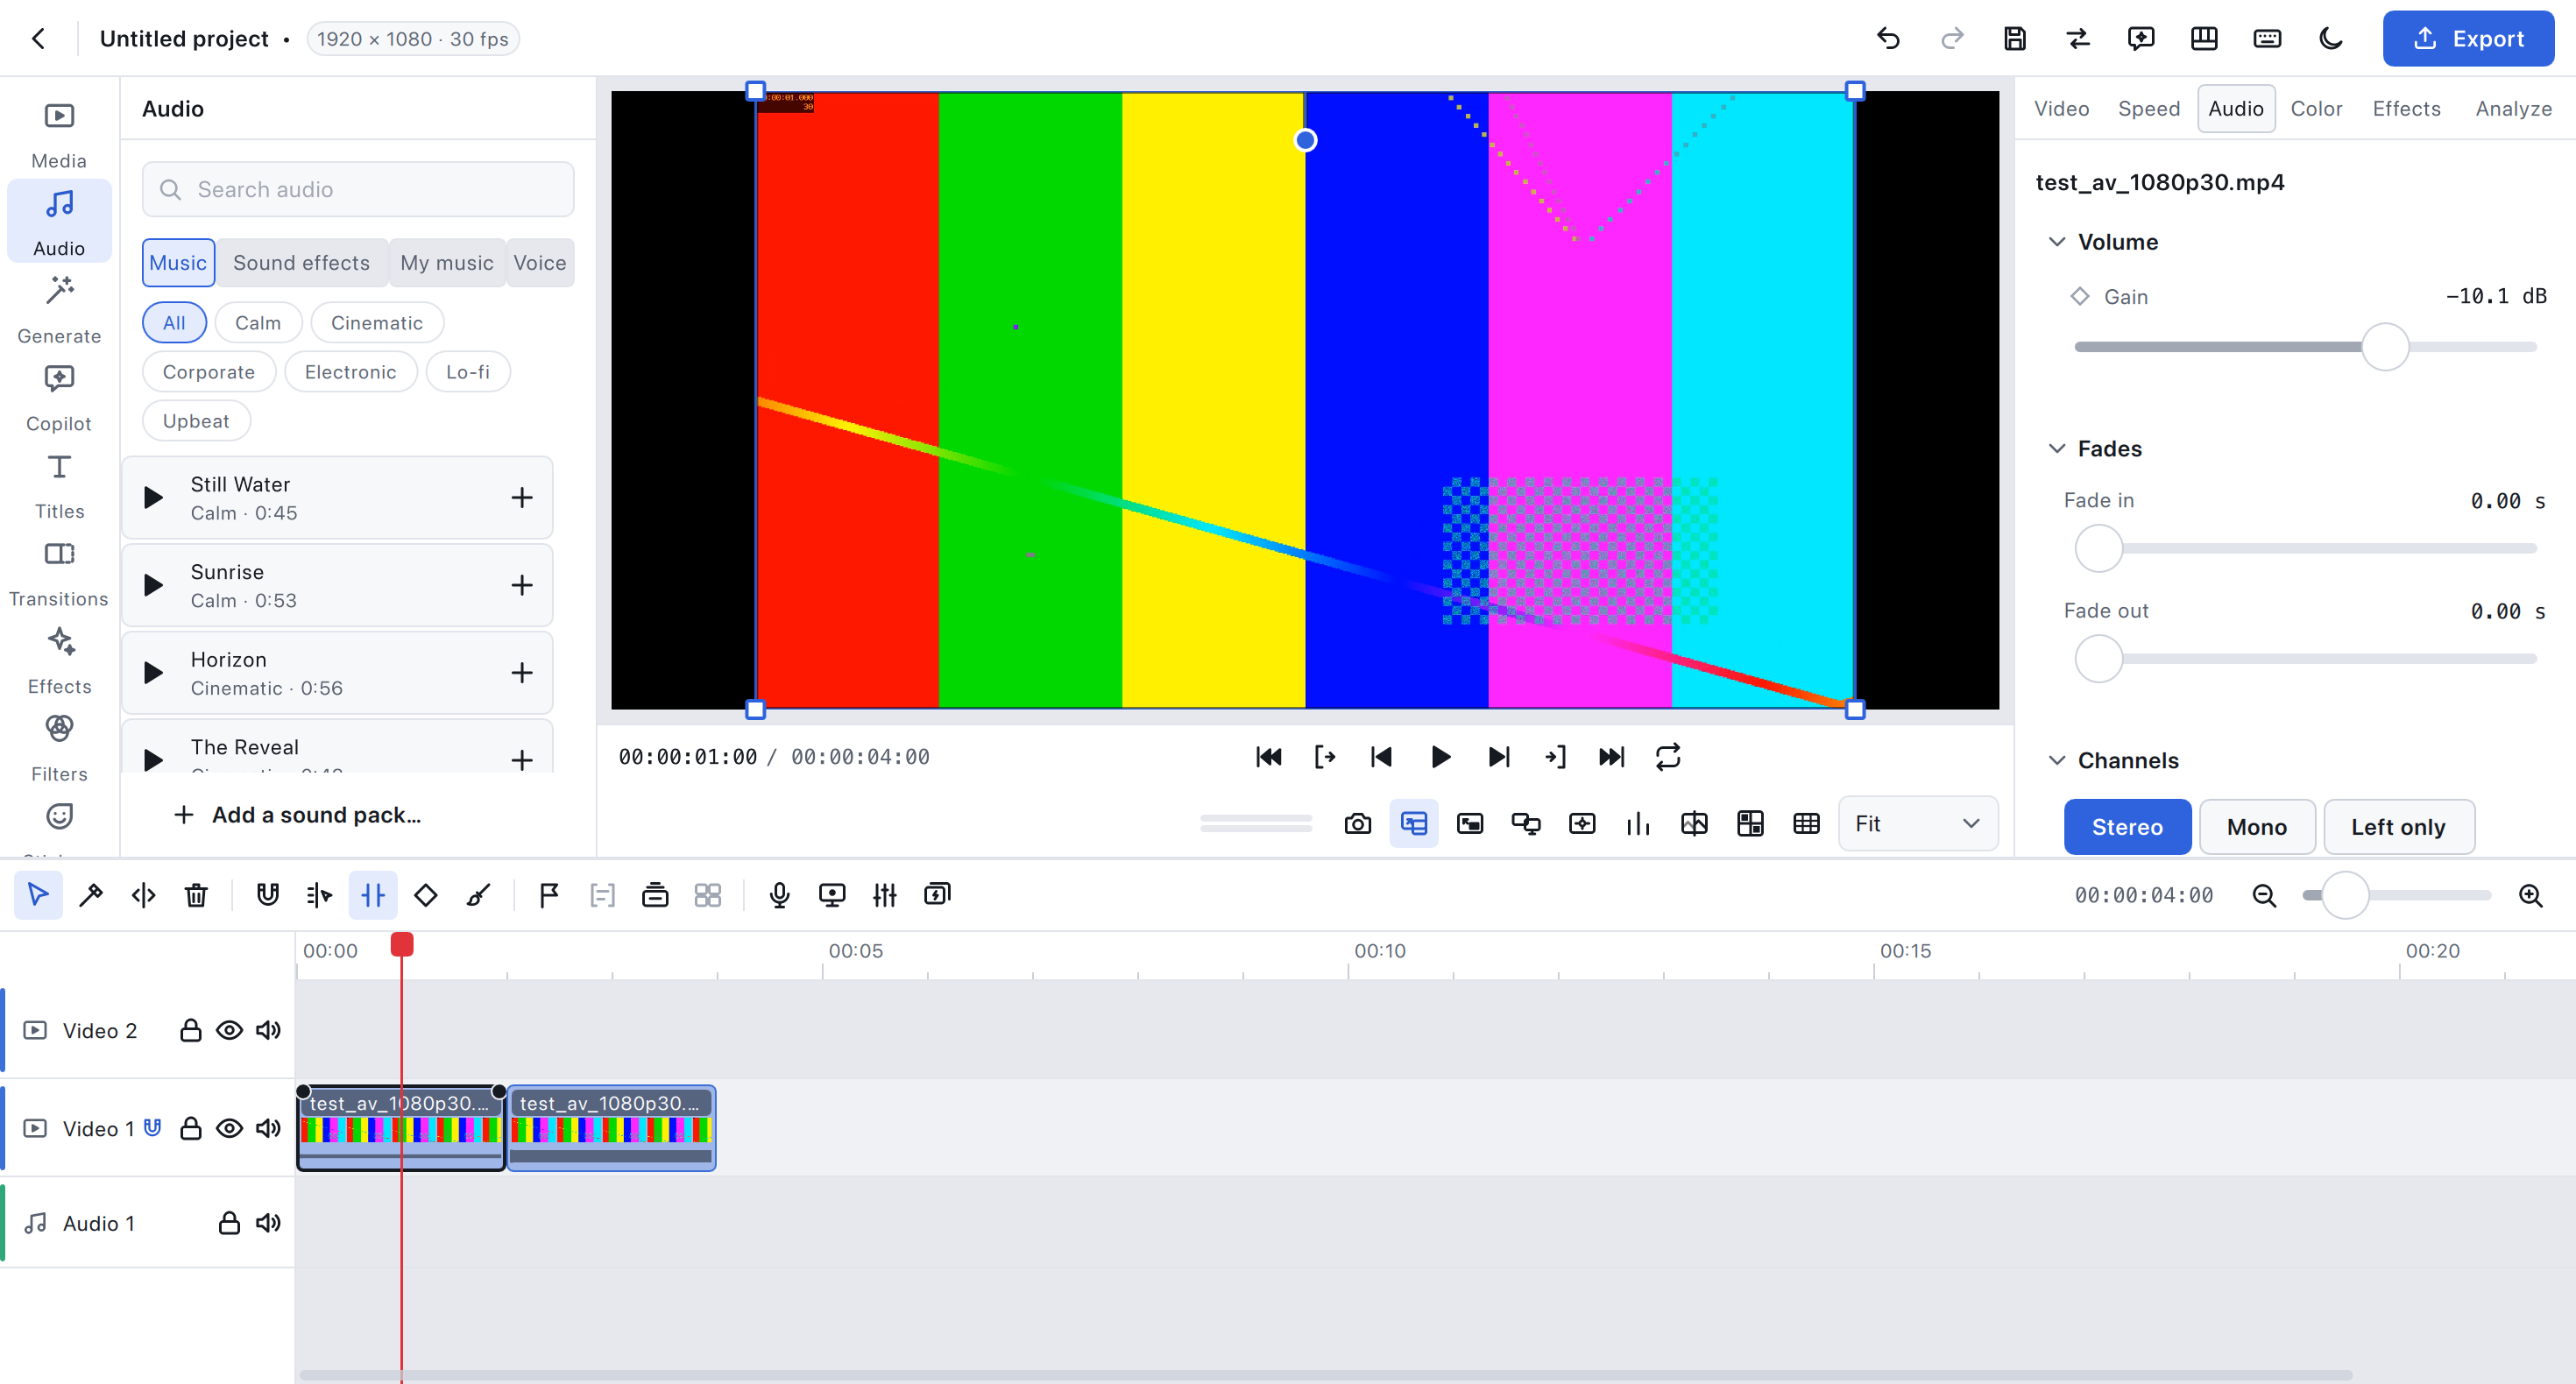 Untitled project •
1920 × 1080 · 30 fps
Export
Media
Audio
Generate
Copilot
Titles
Transitions
Effects
Filters
Audio
Search audio
Music
Sound effects
My music
Voice
All
Calm
Cinematic
Corporate
Electronic
Lo-fi
Upbeat
Still Water
Calm · 0:45
Sunrise
Calm · 0:53
Horizon
Cinematic · 0:56
The Reveal
Add a sound pack…
:00:01.000
30
00:00:01:00 / 00:00:04:00
Fit
Video
Speed
Audio
Color
Effects
Analyze
test_av_1080p30.mp4
Volume
Gain
−10.1 dB
Fades
Fade in
0.00 s
Fade out
0.00 s
Channels
Stereo
Mono
Left only
00:00:04:00
00:00
00:05
00:10
00:15
00:20
Video 2
Video 1
test_av_1080p30.…
test_av_1080p30.…
Audio 1